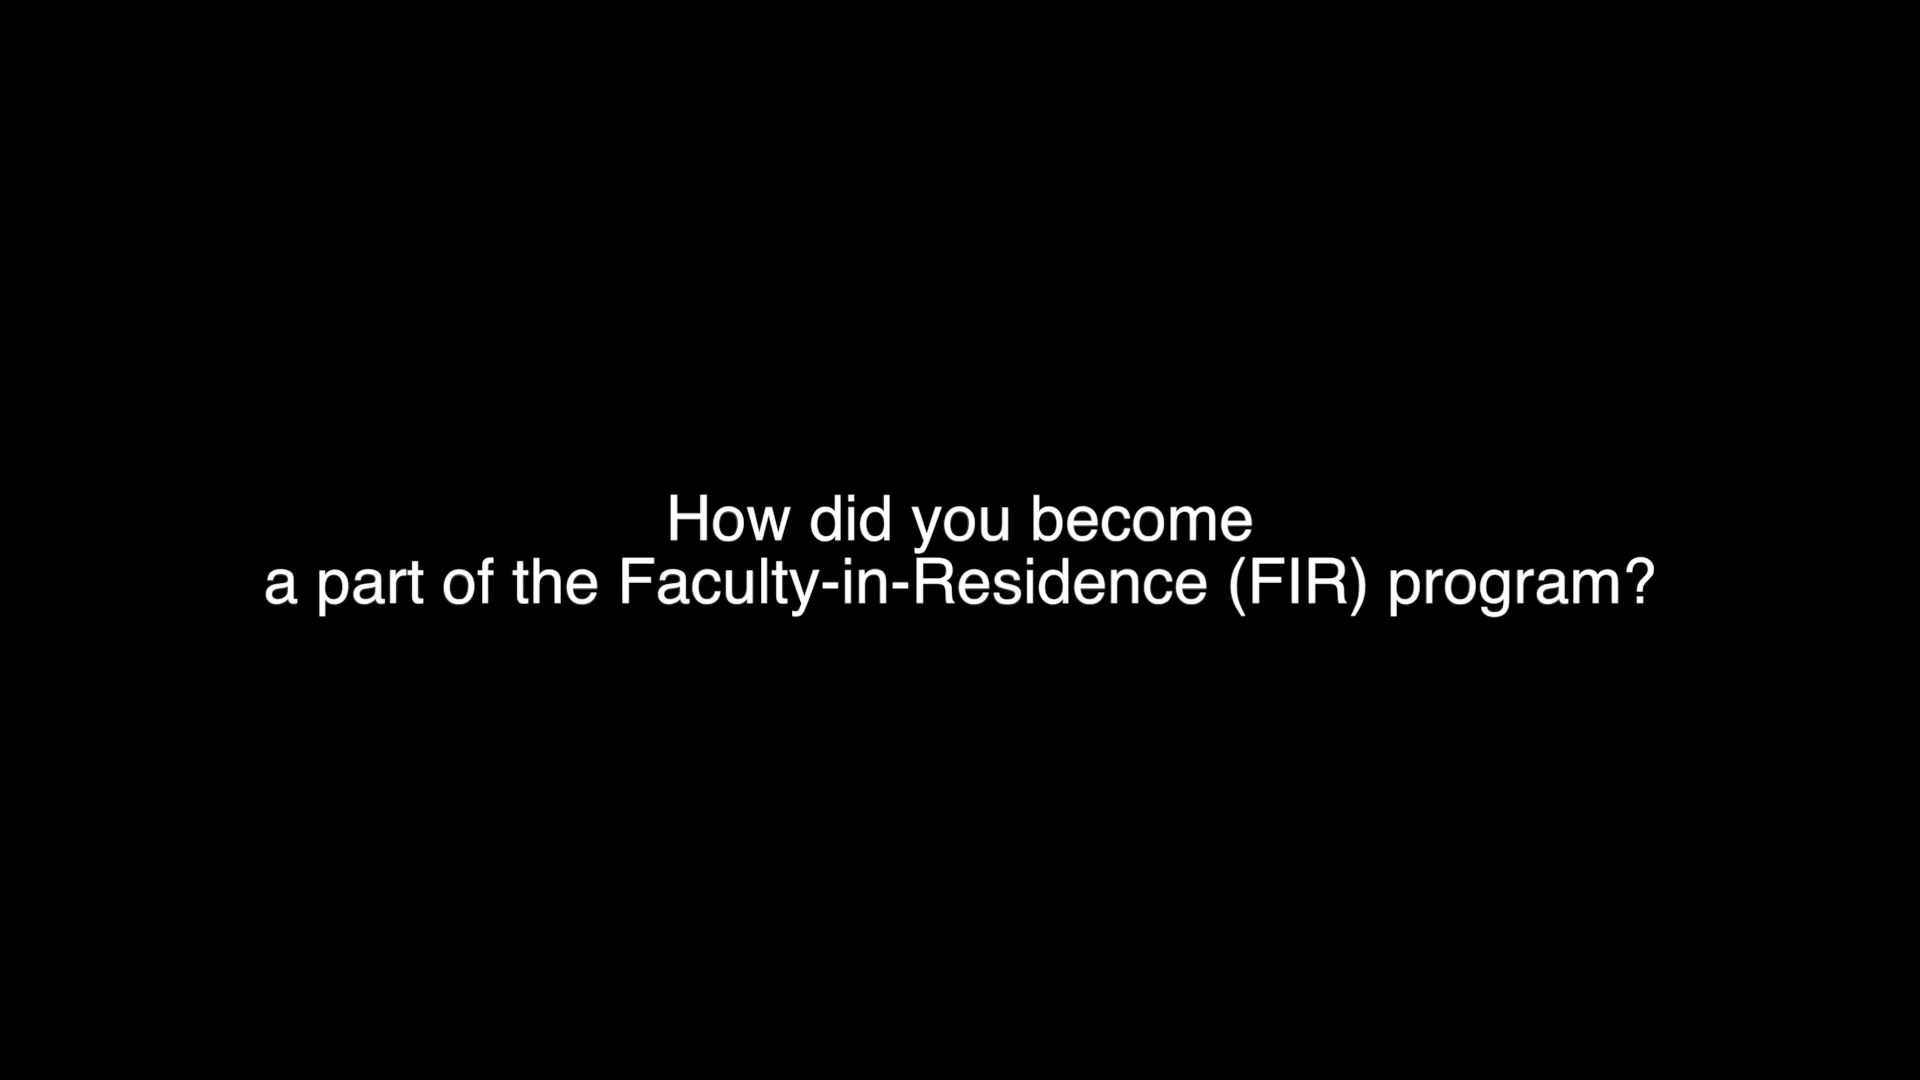 How did you become
a part of the Faculty-in-Residence (FIR) program?